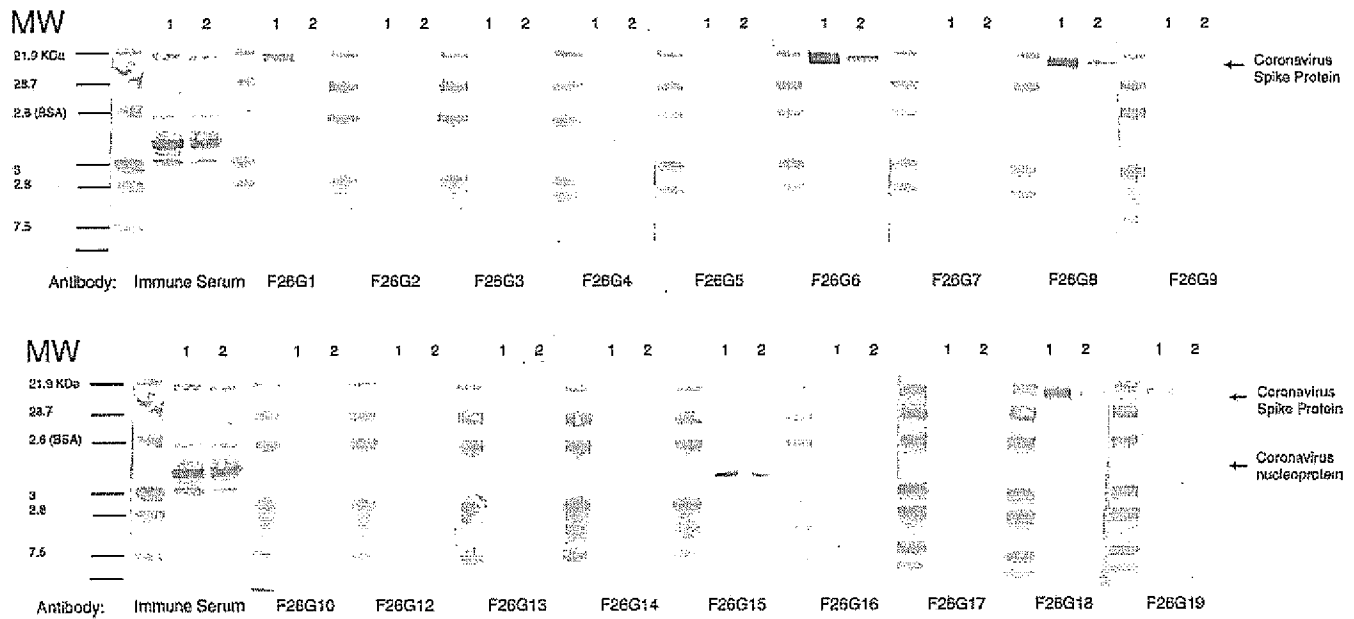 MW 1 2 1 2 1 2 1 2 1 2 1 2 1 2 1 2 1 2 1 2
21.9 KDa
28.7
2.8 (BSA)
3
2.8
7.5
Coronavirus
Spike Protein
Antibody: Immune Serum F26G1 F26G2 F26G3 F26G4 F26G5 F26G6 F26G7 F26G8 F26G9
MW 1 2 1 2 1 2 1 2 1 2 1 2 1 2 1 2 1 2 1 2
21.9 KDa
28.7
2.6 (BSA)
3
2.8
7.5
Coronavirus
Spike Protein
Coronavirus
nucleoprotein
Antibody: Immune Serum F26G10 F26G12 F26G13 F26G14 F26G15 F26G16 F26G17 F26G18 F26G19